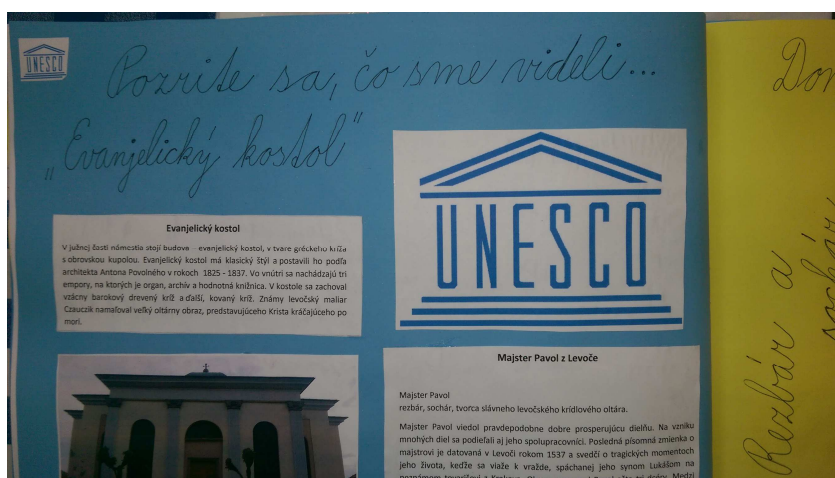 UNESCO
Pozrite sa, čo sme videli...
„Evanjelický kostol"
UNESCO
Evanjelický kostol
V južnej časti námestia stojí budova – evanjelický kostol, v tvare gréckeho kríža
s obrovskou kupolou. Evanjelický kostol má klasický štýl a postavili ho podľa
architekta Antona Povolného v rokoch 1825 - 1837. Vo vnútri sa nachádzajú tri
empory, na ktorých je organ, archív a hodnotná knižnica. V kostole sa zachoval
vzácny barokový drevený kríž a ďalší, kovaný kríž. Známy levočský maliar
Czauczik namaľoval veľký oltárny obraz, predstavujúceho Krista kráčajúceho po
mori.
Majster Pavol z Levoče
Majster Pavol
rezbár, sochár, tvorca slávneho levočského krídlového oltára.
Majster Pavol viedol pravdepodobne dobre prosperujúcu dielňu. Na vzniku
mnohých diel sa podieľali aj jeho spolupracovníci. Posledná písomná zmienka o
majstrovi je datovaná v Levoči rokom 1537 a svedčí o tragických momentoch
jeho života, keďže sa viaže k vražde, spáchanej jeho synom Lukášom na
Rezbár a
sochár